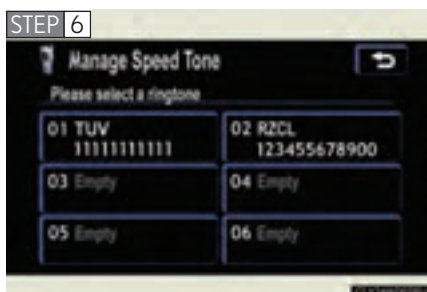 STEP 6
Manage Speed Tone
Please select a ringtone
01 TUV
11111111111
02 RZCL
123455678900
03 Empty
04 Empty
05 Empty
06 Empty